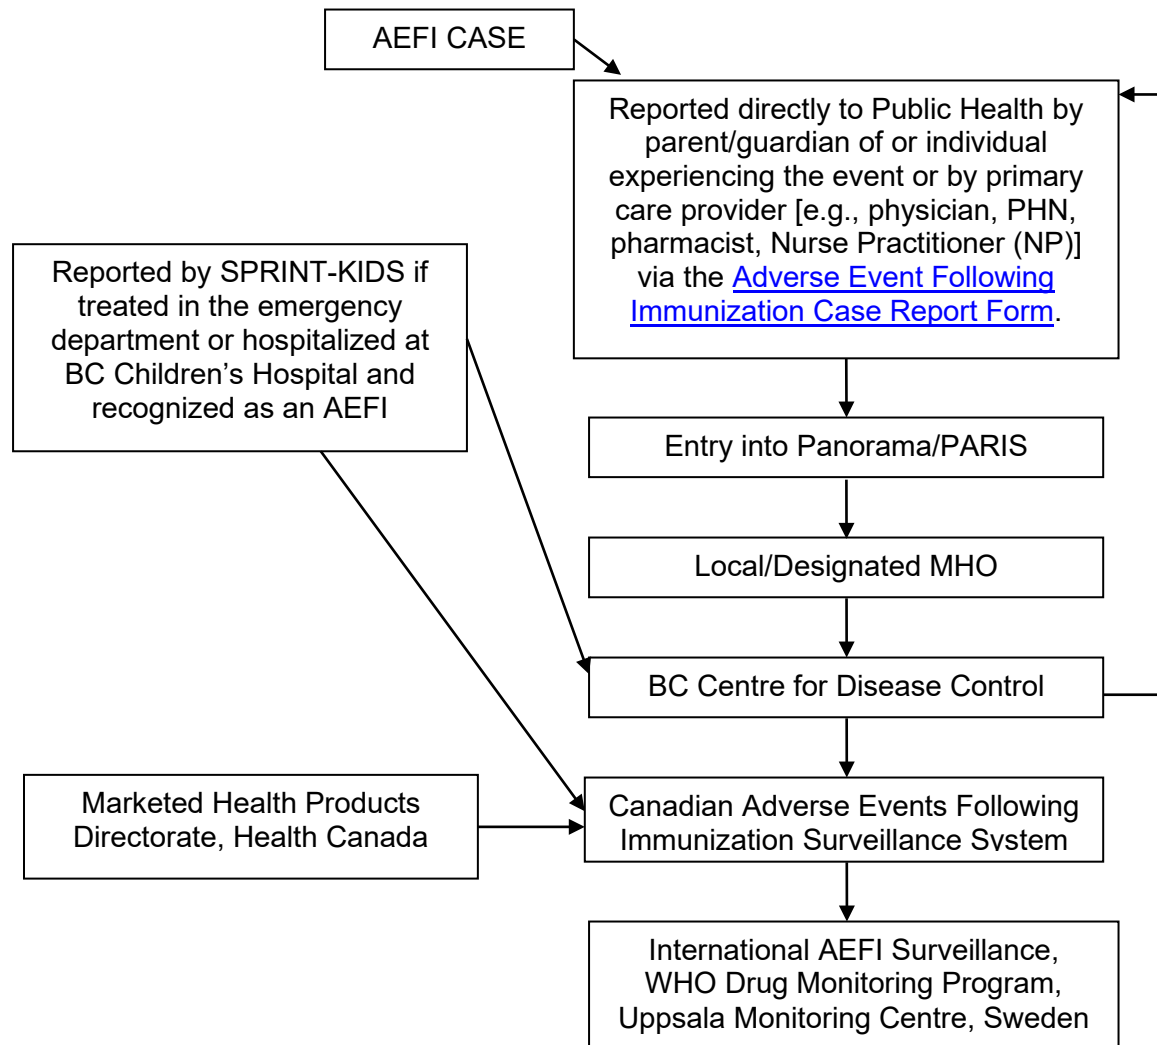 AEFI CASE
Reported directly to Public Health by
parent/guardian of or individual
experiencing the event or by primary
care provider [e.g., physician, PHN,
pharmacist, Nurse Practitioner (NP)]
via the Adverse Event Following
Immunization Case Report Form.
Reported by SPRINT-KIDS if
treated in the emergency
department or hospitalized at
BC Children’s Hospital and
recognized as an AEFI
Entry into Panorama/PARIS
Local/Designated MHO
BC Centre for Disease Control
Marketed Health Products
Directorate, Health Canada
Canadian Adverse Events Following
Immunization Surveillance System
International AEFI Surveillance,
WHO Drug Monitoring Program,
Uppsala Monitoring Centre, Sweden